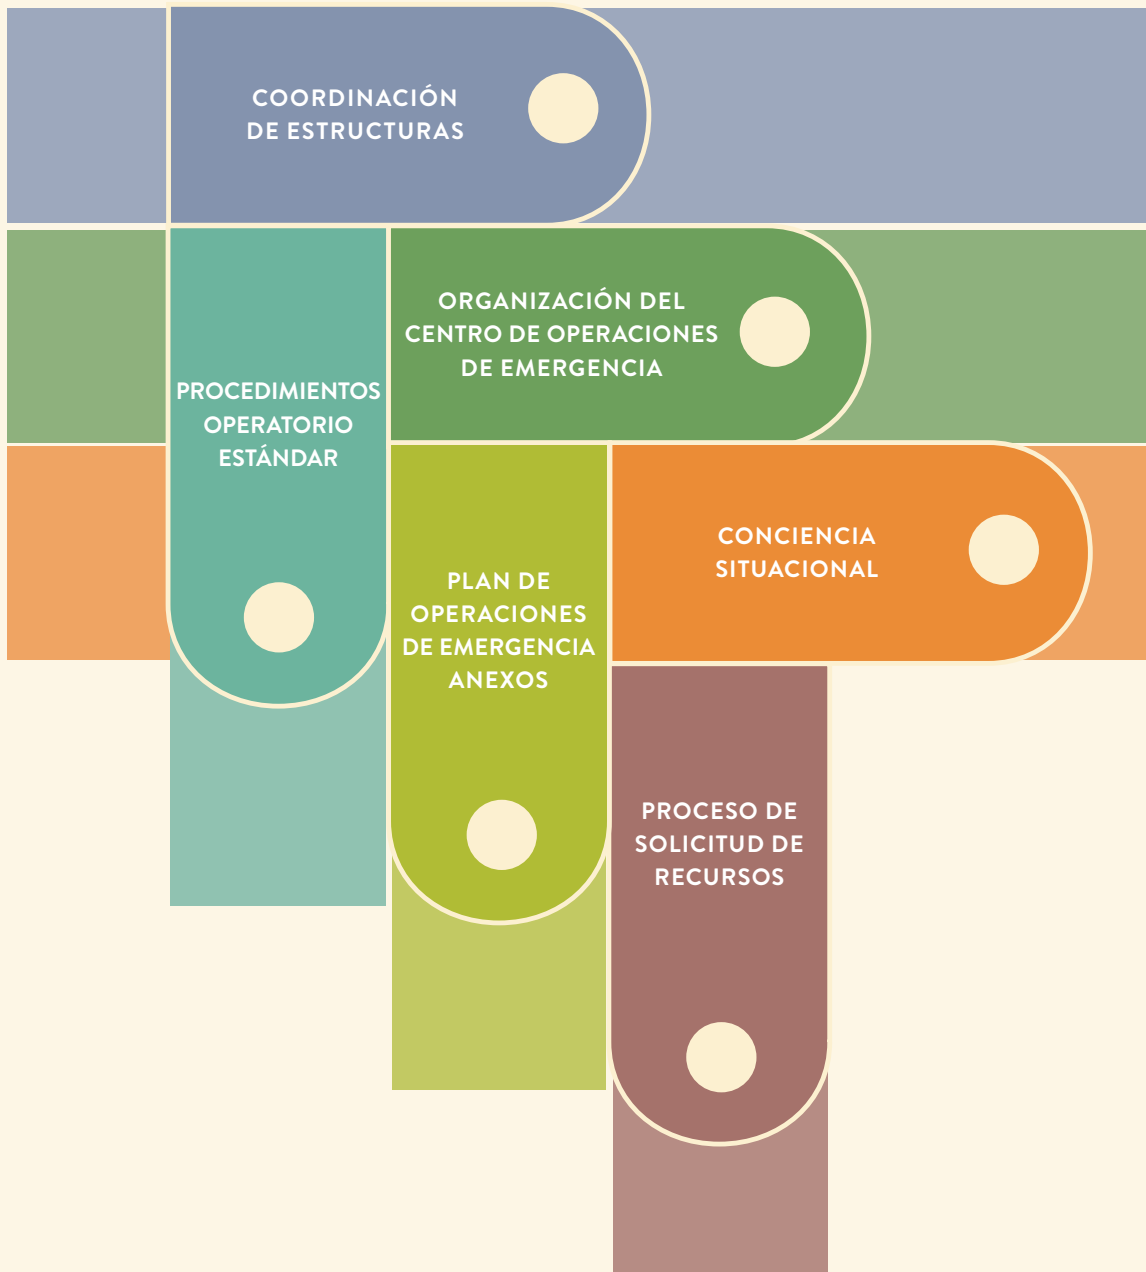 COORDINACIÓN
DE ESTRUCTURAS
ORGANIZACIÓN DEL
CENTRO DE OPERACIONES
DE EMERGENCIA
PROCEDIMIENTOS
OPERATORIO
ESTÁNDAR
CONCIENCIA
SITUACIONAL
PLAN DE
OPERACIONES
DE EMERGENCIA
ANEXOS
PROCESO DE
SOLICITUD DE
RECURSOS